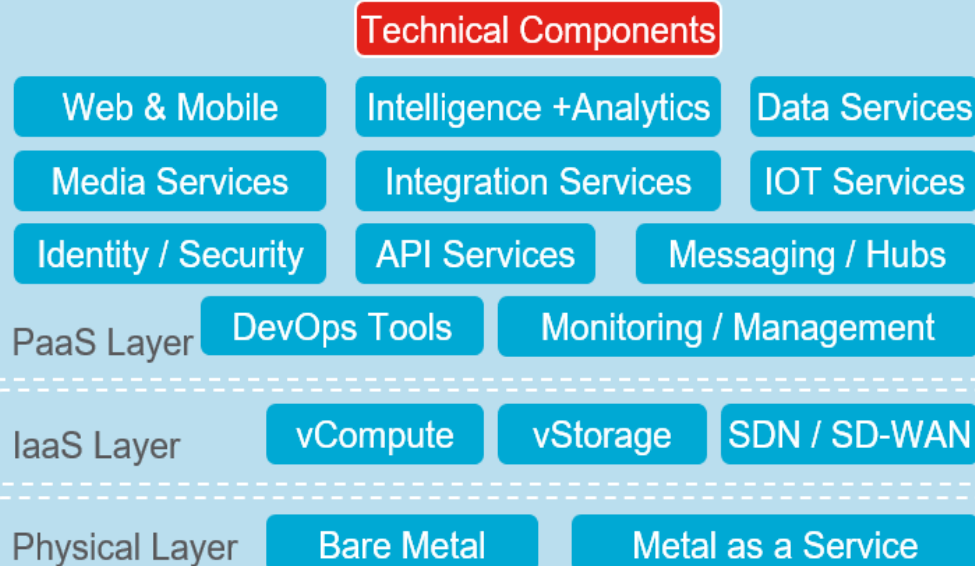 Technical Components
Web & Mobile
Intelligence +Analytics
Data Services
Media Services
Integration Services
IOT Services
Identity / Security
API Services
Messaging / Hubs
PaaS Layer
DevOps Tools
Monitoring / Management
IaaS Layer
vCompute
vStorage
SDN / SD-WAN
Physical Layer
Bare Metal
Metal as a Service